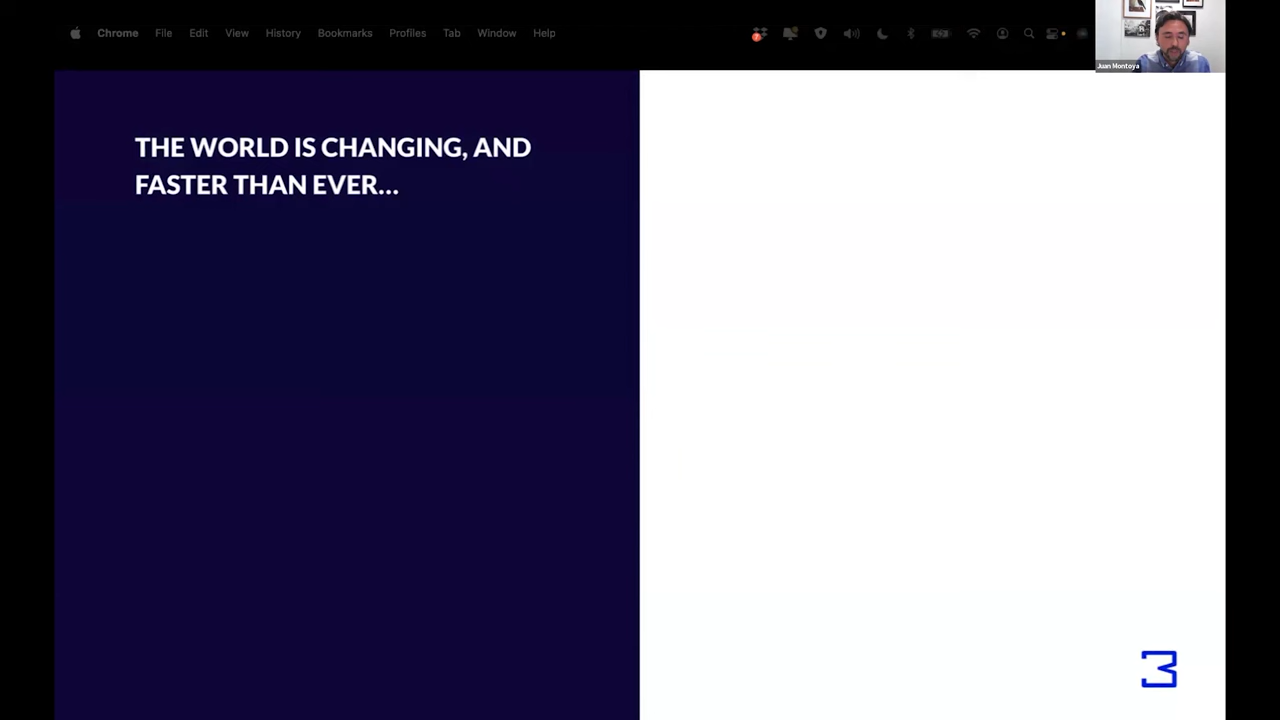 Chrome File Edit View History Bookmarks Profiles Tab Window Help
Juan Montoya
THE WORLD IS CHANGING, AND
FASTER THAN EVER...
3